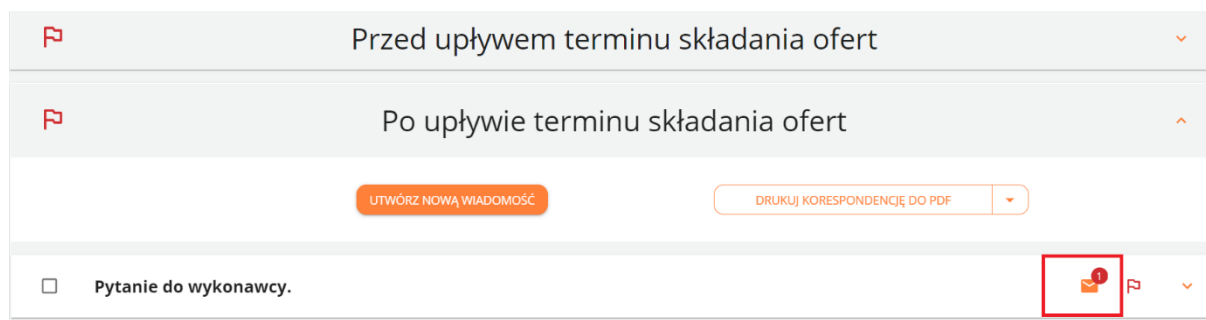 Przed upływem terminu składania ofert
Po upływie terminu składania ofert
UTWÓRZ NOWĄ WIADOMOŚĆ
DRUKUJ KORESPONDENCJĘ DO PDF
Pytanie do wykonawcy.
1